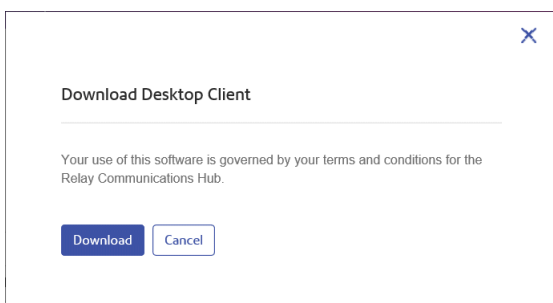 Download Desktop Client
Your use of this software is governed by your terms and conditions for the
Relay Communications Hub.
Download Cancel